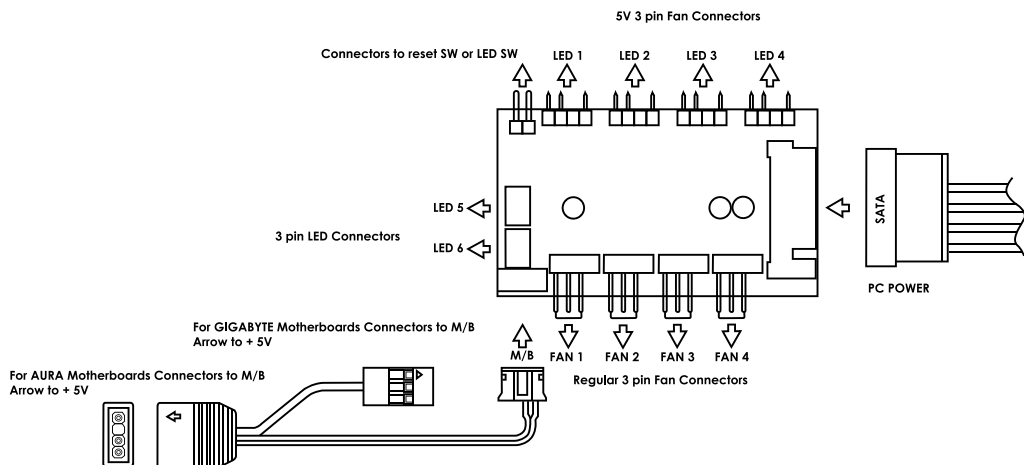 5V 3 pin Fan Connectors
Connectors to reset SW or LED SW
LED 1
LED 2
LED 3
LED 4
LED 5
3 pin LED Connectors
LED 6
SATA
PC POWER
For GIGABYTE Motherboards Connectors to M/B
Arrow to + 5V
M/B
FAN 1
FAN 2
FAN 3
FAN 4
Regular 3 pin Fan Connectors
For AURA Motherboards Connectors to M/B
Arrow to + 5V